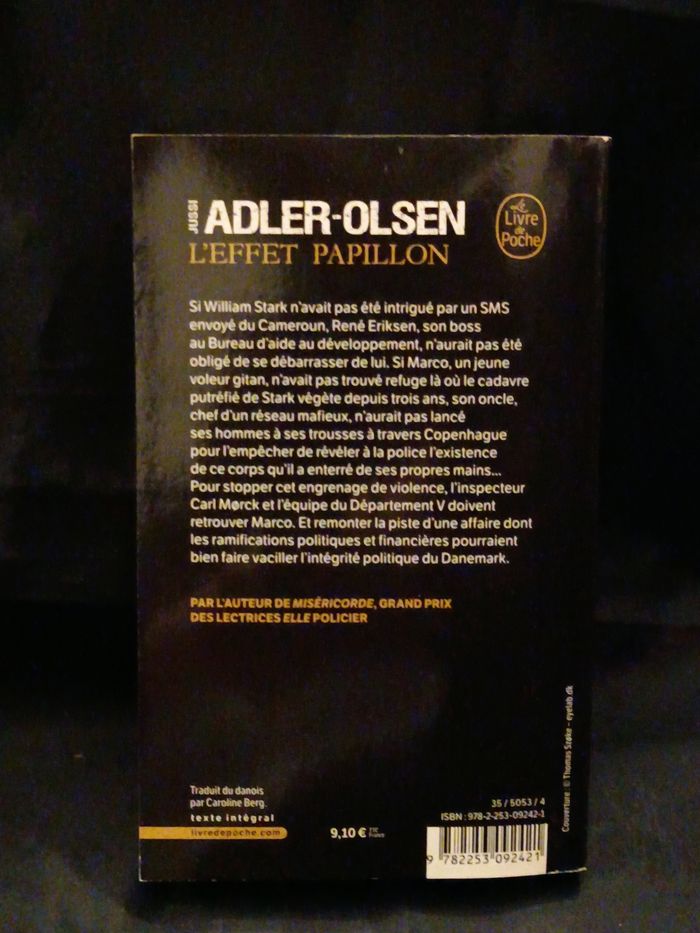 JUSSI
ADLER-OLSEN
L'EFFET PAPILLON
Le
Livre
de
Poche
Si William Stark n'avait pas été intrigué par un SMS
envoyé du Cameroun, René Eriksen, son boss
au Bureau d'aide au développement, n'aurait pas été
obligé de se débarrasser de lui. Si Marco, un jeune
voleur gitan, n'avait pas trouvé refuge là où le cadavre
putréfié de Stark végète depuis trois ans, son oncle,
chef d'un réseau mafieux, n'aurait pas lancé
ses hommes à ses trousses à travers Copenhague
pour l'empêcher de révéler à la police l'existence
de ce corps qu'il a enterré de ses propres mains...
Pour stopper cet engrenage de violence, l'inspecteur
Carl Mørck et l'équipe du Département V doivent
retrouver Marco. Et remonter la piste d'une affaire dont
les ramifications politiques et financières pourraient
bien faire vaciller l'intégrité politique du Danemark.
PAR L'AUTEUR DE MISÉRICORDE, GRAND PRIX
DES LECTRICES ELLE POLICIER
Couverture : © Thomas Szøke – eyelab.dk
Traduit du danois
par Caroline Berg.
texte intégral
livredepoche.com
9,10 € TTC
France
35 / 5053 / 4
ISBN : 978-2-253-09242-1
9 782253 092421